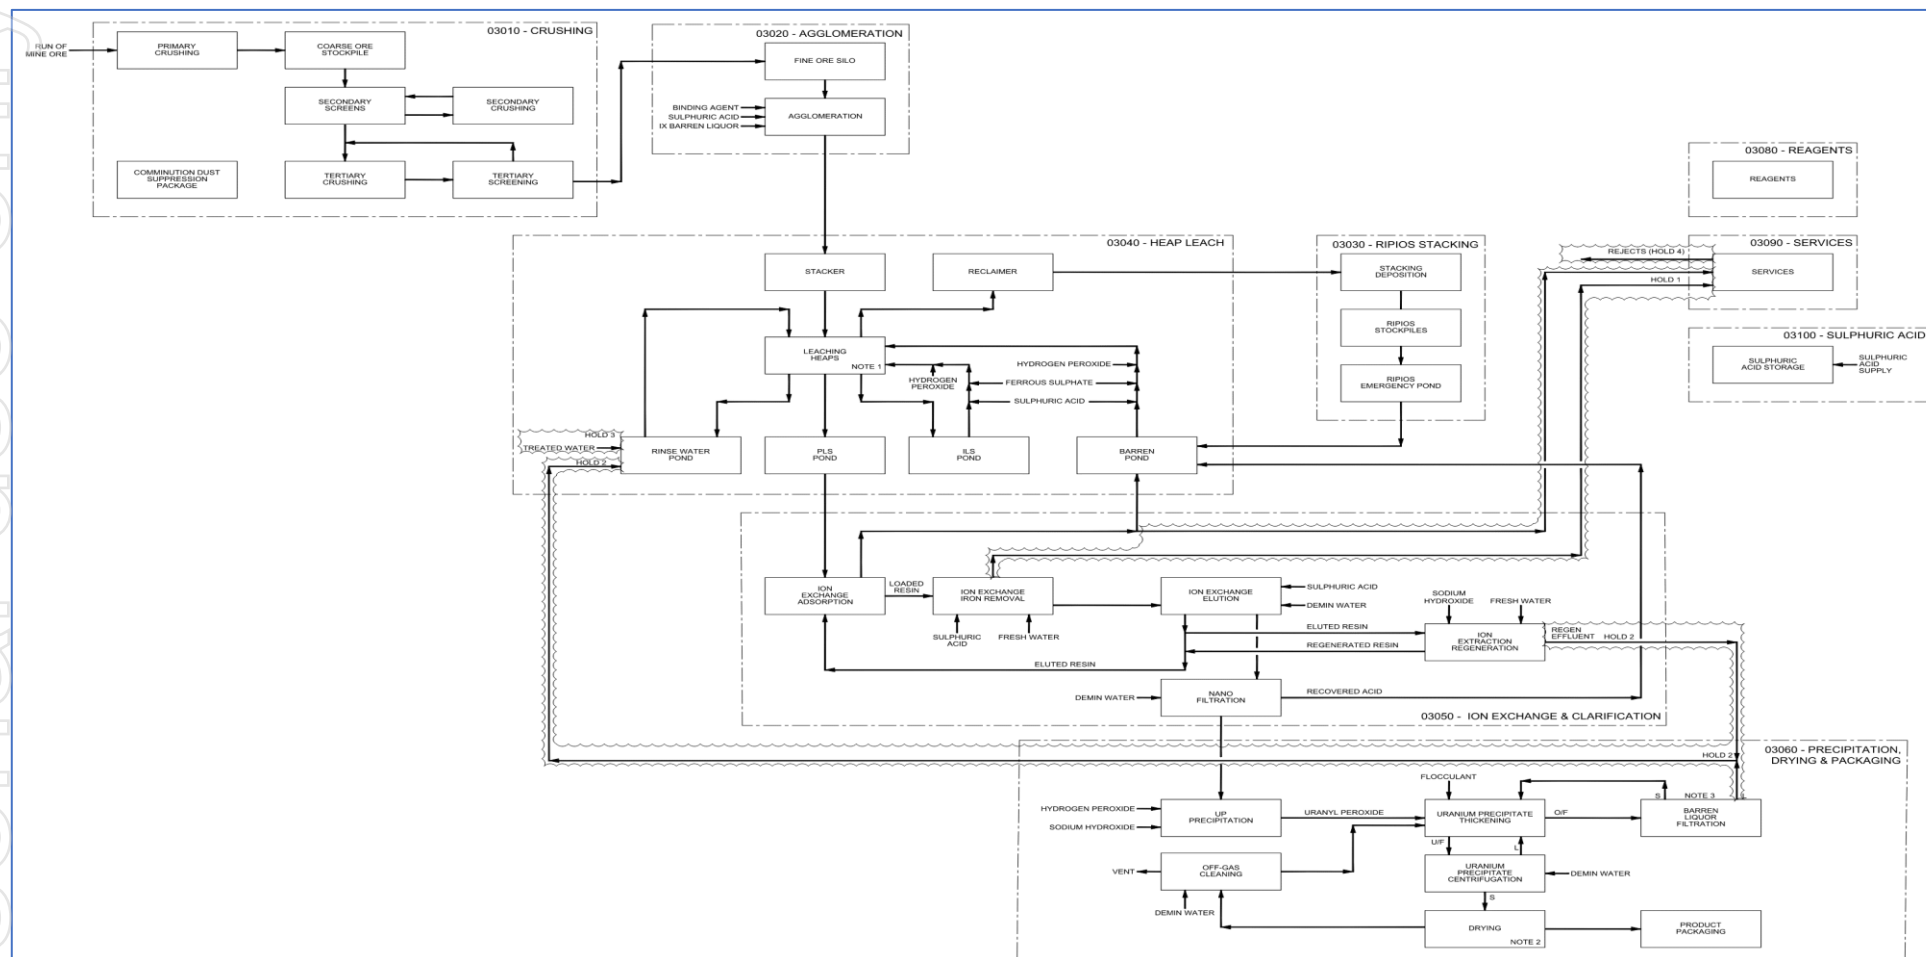 03010 - CRUSHING
RUN OF
MINE ORE
PRIMARY
CRUSHING
COARSE ORE
STOCKPILE
SECONDARY
SCREENS
SECONDARY
CRUSHING
COMMINUTION DUST
SUPPRESSION
PACKAGE
TERTIARY
CRUSHING
TERTIARY
SCREENING
03020 - AGGLOMERATION
FINE ORE SILO
BINDING AGENT
SULPHURIC ACID
IX BARREN LIQUOR
AGGLOMERATION
03080 - REAGENTS
REAGENTS
03040 - HEAP LEACH
STACKER
RECLAIMER
LEACHING
HEAPS
NOTE 1
HYDROGEN
PEROXIDE
HYDROGEN PEROXIDE
FERROUS SULPHATE
SULPHURIC ACID
HOLD 3
TREATED WATER
HOLD 2
RINSE WATER
POND
PLS
POND
ILS
POND
BARREN
POND
03030 - RIPIOS STACKING
STACKING
DEPOSITION
RIPIOS
STOCKPILES
RIPIOS
EMERGENCY POND
03090 - SERVICES
REJECTS (HOLD 4)
HOLD 1
SERVICES
03100 - SULPHURIC ACID
SULPHURIC
ACID STORAGE
SULPHURIC
ACID
SUPPLY
ION
EXCHANGE
ADSORPTION
LOADED
RESIN
ION EXCHANGE
IRON REMOVAL
SULPHURIC
ACID
FRESH WATER
ION EXCHANGE
ELUTION
SULPHURIC ACID
DEMIN WATER
SODIUM
HYDROXIDE
FRESH WATER
ELUTED RESIN
REGENERATED RESIN
ION
EXTRACTION
REGENERATION
REGEN
EFFLUENT
HOLD 2
ELUTED RESIN
DEMIN WATER
NANO
FILTRATION
RECOVERED ACID
03050 - ION EXCHANGE & CLARIFICATION
HOLD 2
03060 - PRECIPITATION,
DRYING & PACKAGING
FLOCCULANT
HYDROGEN PEROXIDE
SODIUM HYDROXIDE
UP
PRECIPITATION
URANYL PEROXIDE
URANIUM PRECIPITATE
THICKENING
O/F
S
NOTE 3
L
BARREN
LIQUOR
FILTRATION
U/F
L
VENT
OFF-GAS
CLEANING
DEMIN WATER
URANIUM
PRECIPITATE
CENTRIFUGATION
DEMIN WATER
S
DRYING
NOTE 2
PRODUCT
PACKAGING